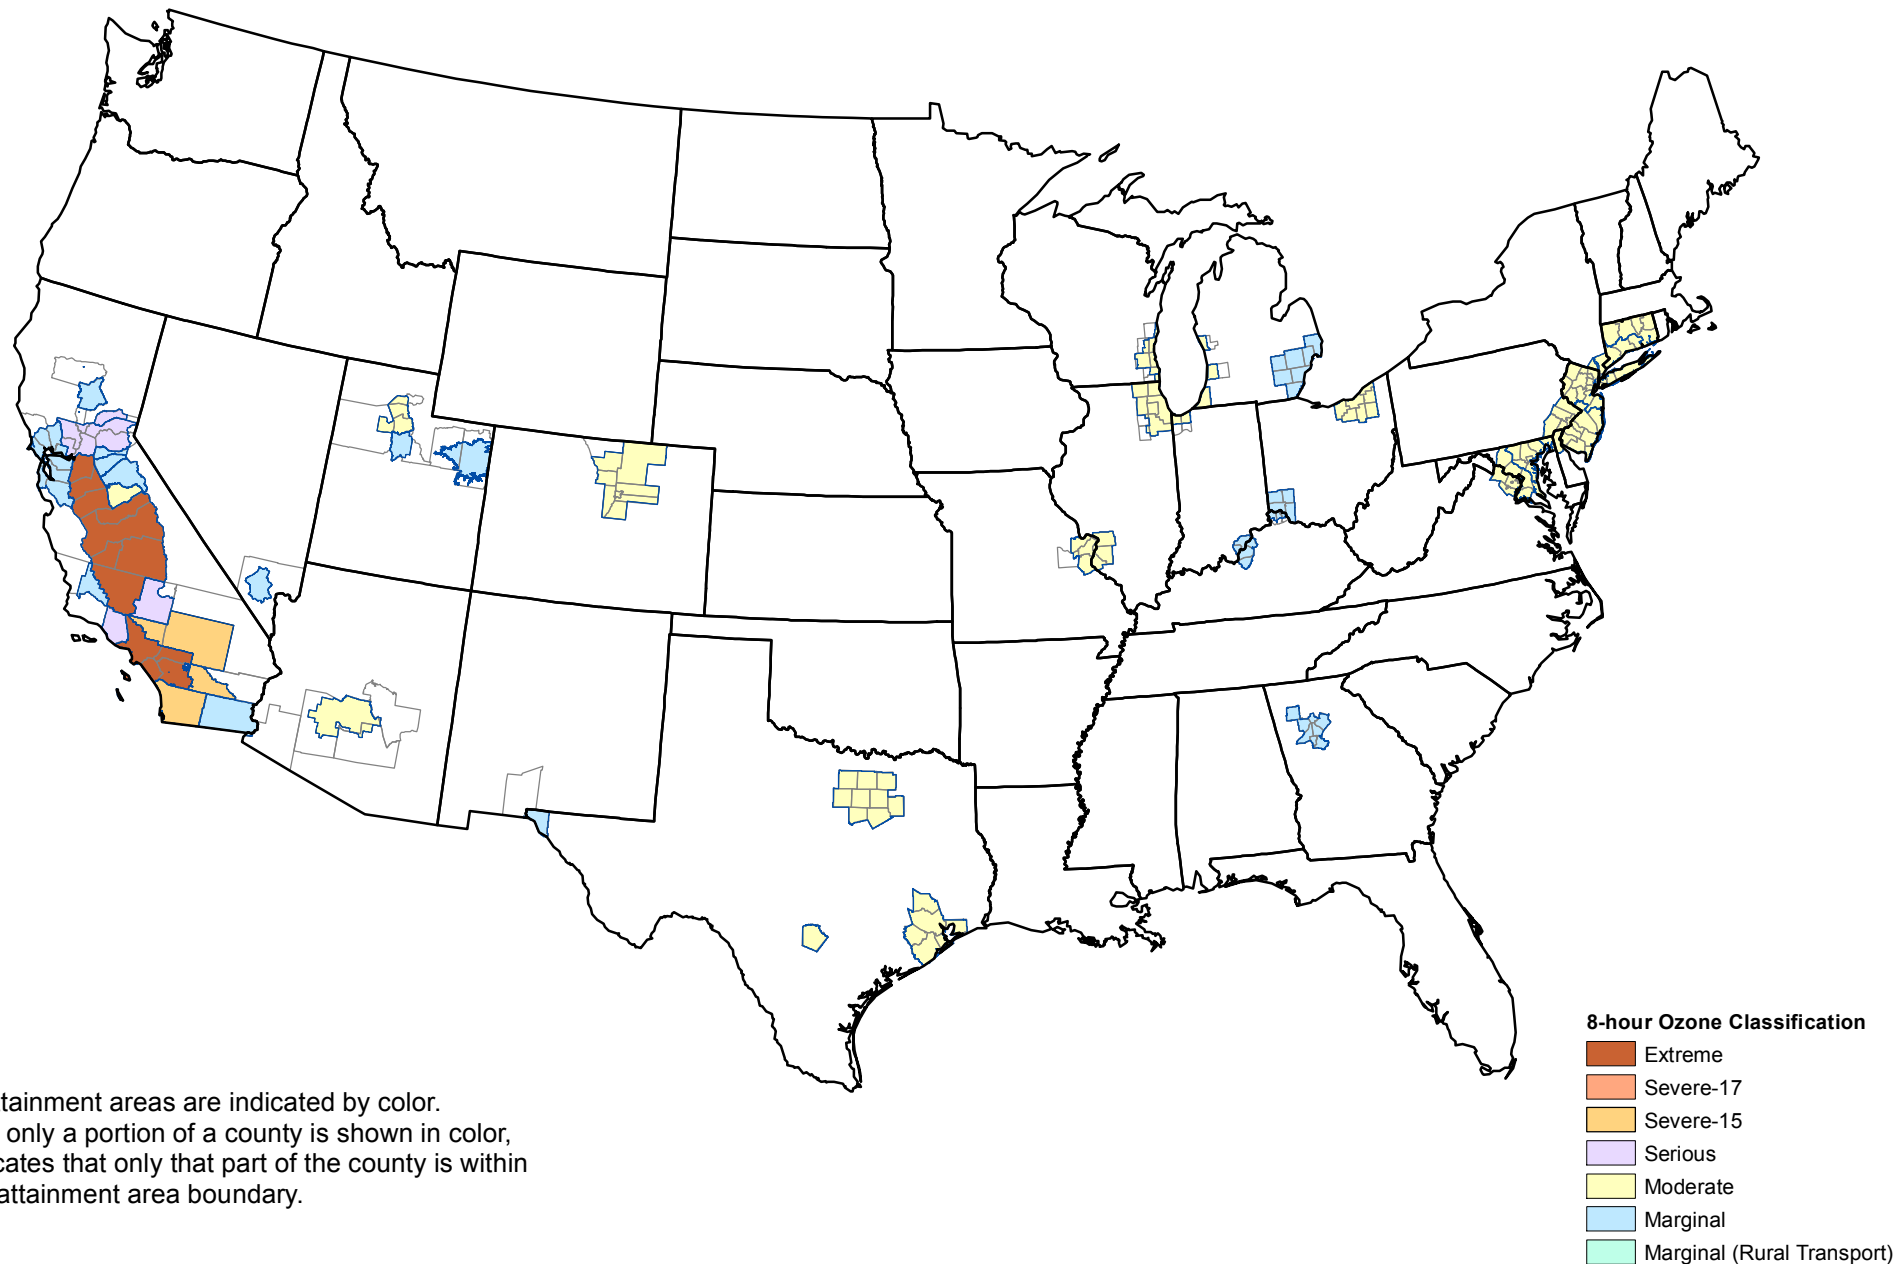 8-hour Ozone Classification
Extreme
Severe-17
Severe-15
Serious
Moderate
Marginal
Marginal (Rural Transport)
ttainment areas are indicated by color.
only a portion of a county is shown in color,
cates that only that part of the county is within
attainment area boundary.